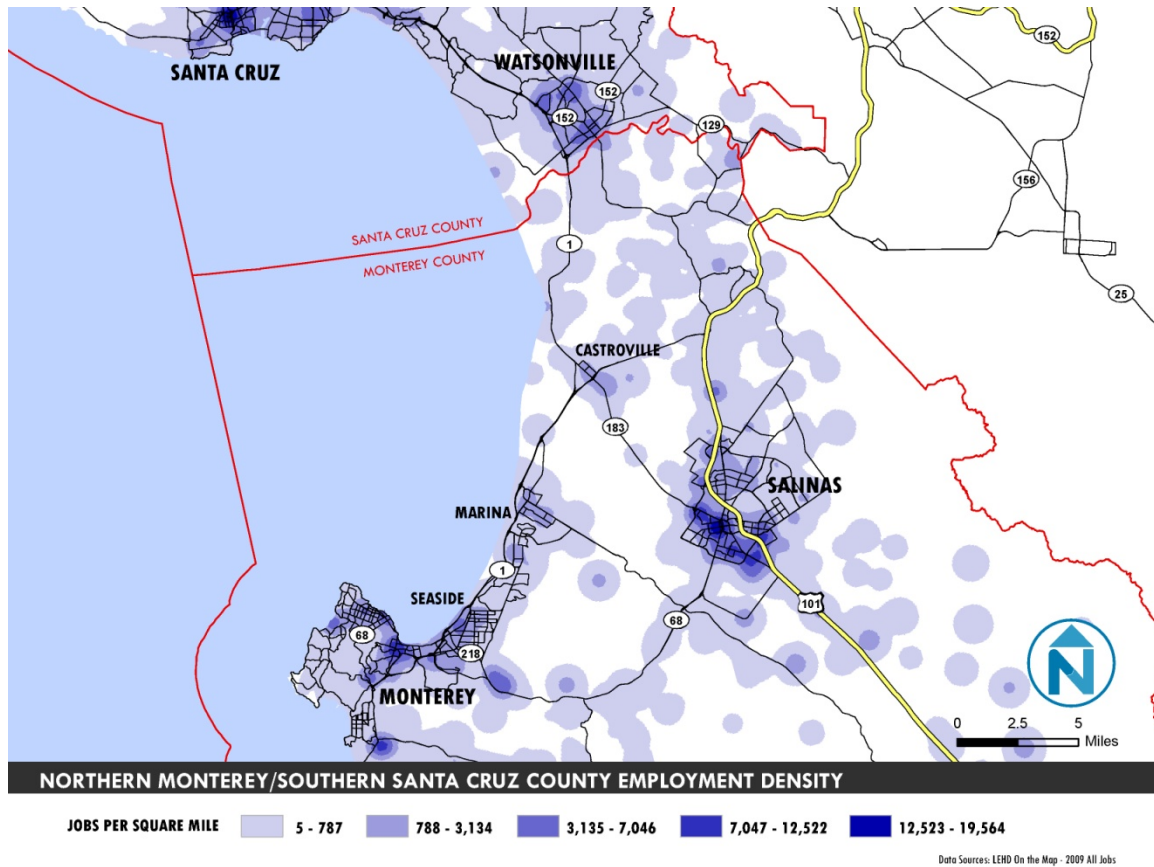 SANTA CRUZ
WATSONVILLE
152
152
152
129
156
SANTA CRUZ COUNTY
MONTEREY COUNTY
1
25
CASTROVILLE
183
SALINAS
MARINA
1
SEASIDE
101
68
68
218
MONTEREY
N
0 2.5 5
Miles
NORTHERN MONTEREY/SOUTHERN SANTA CRUZ COUNTY EMPLOYMENT DENSITY
JOBS PER SQUARE MILE 5 - 787 788 - 3,134 3,135 - 7,046 7,047 - 12,522 12,523 - 19,564
Data Sources: LEHD On the Map - 2009 All Jobs